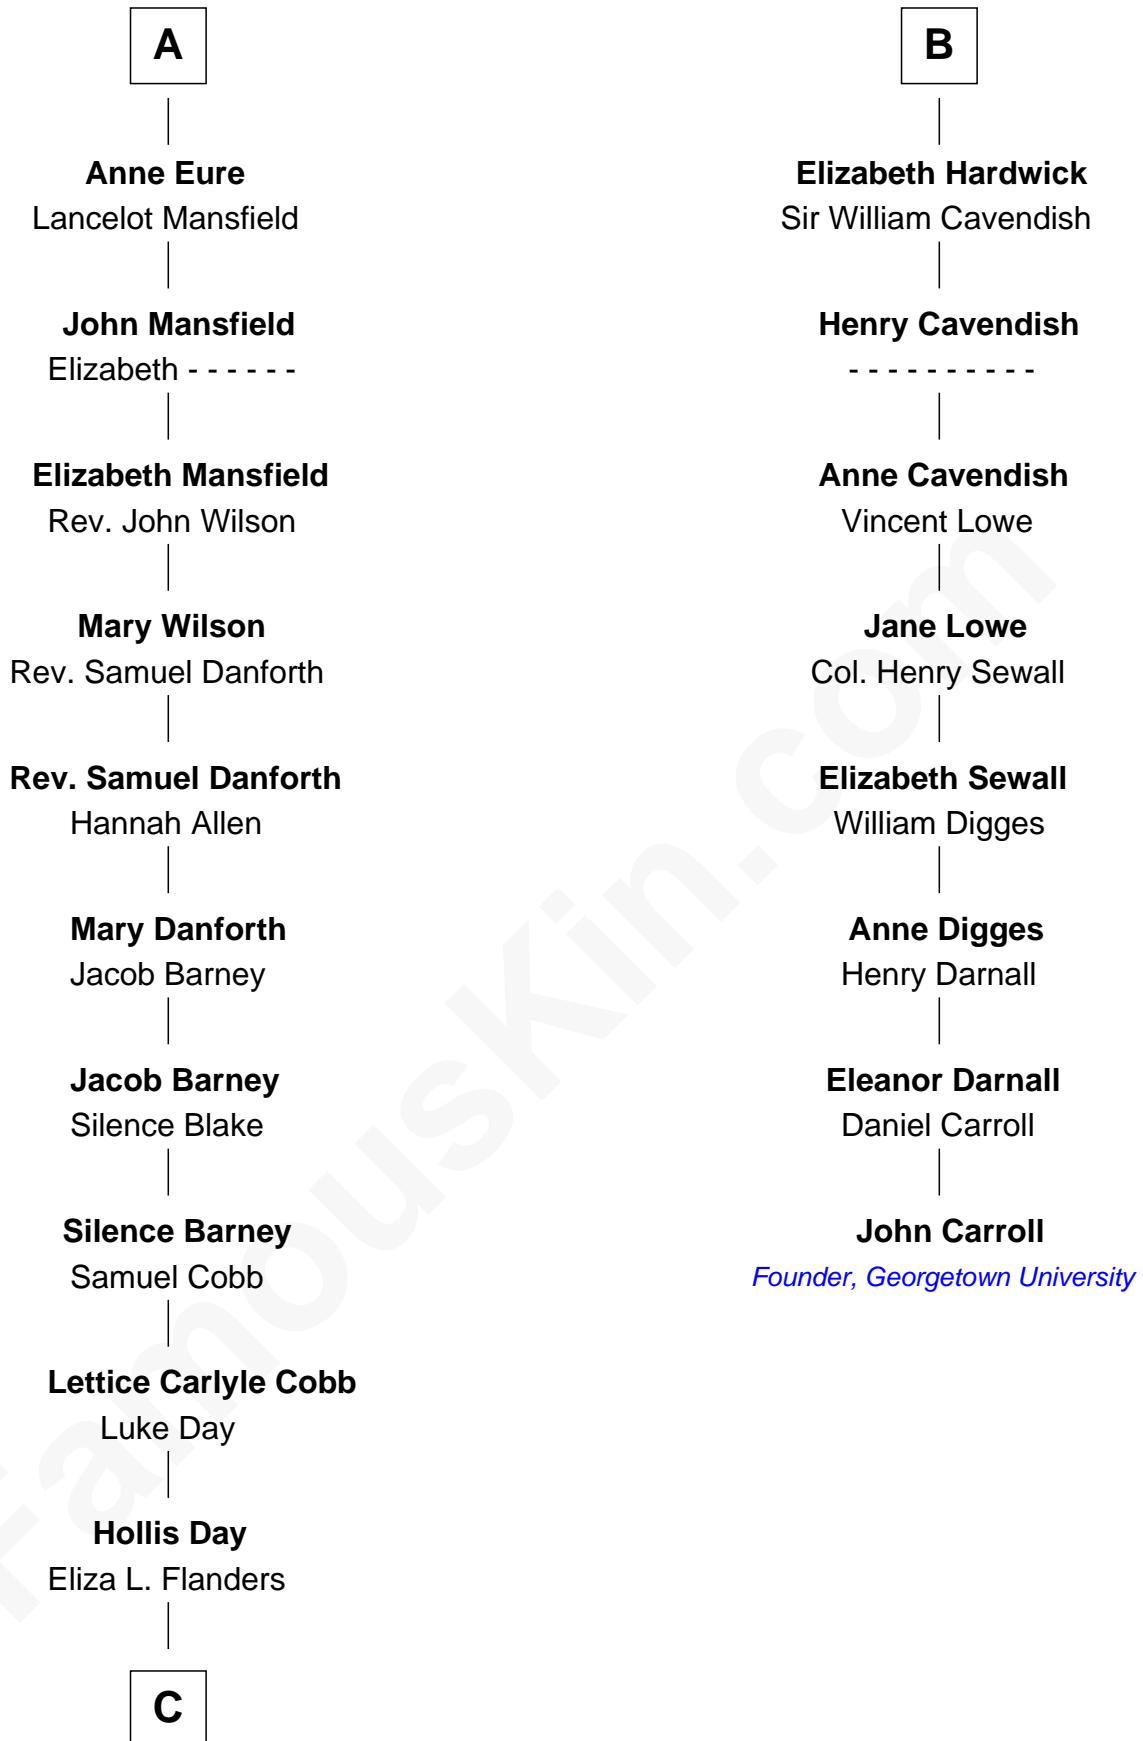 A
Anne Eure
Lancelot Mansfield
John Mansfield
Elizabeth - - - - - -
Elizabeth Mansfield
Rev. John Wilson
Mary Wilson
Rev. Samuel Danforth
Rev. Samuel Danforth
Hannah Allen
Mary Danforth
Jacob Barney
Jacob Barney
Silence Blake
Silence Barney
Samuel Cobb
Lettice Carlyle Cobb
Luke Day
Hollis Day
Eliza L. Flanders
C
B
Elizabeth Hardwick
Sir William Cavendish
Henry Cavendish
- - - - - - - - - -
Anne Cavendish
Vincent Lowe
Jane Lowe
Col. Henry Sewall
Elizabeth Sewall
William Digges
Anne Digges
Henry Darnall
Eleanor Darnall
Daniel Carroll
John Carroll
Founder, Georgetown University
FamousKin.com